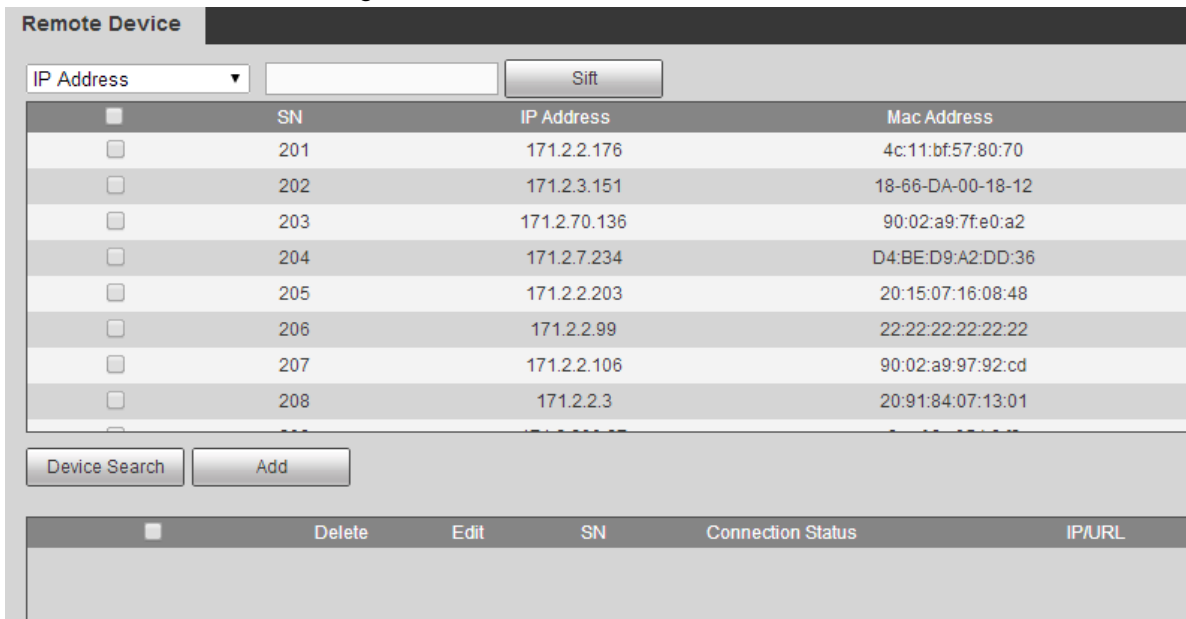 Remote Device
IP Address ▼ Sift
SN IP Address Mac Address
201 171.2.2.176 4c:11:bf:57:80:70
202 171.2.3.151 18-66-DA-00-18-12
203 171.2.70.136 90:02:a9:7f:e0:a2
204 171.2.7.234 D4:BE:D9:A2:DD:36
205 171.2.2.203 20:15:07:16:08:48
206 171.2.2.99 22:22:22:22:22:22
207 171.2.2.106 90:02:a9:97:92:cd
208 171.2.2.3 20:91:84:07:13:01
Device Search Add
Delete Edit SN Connection Status IP/URL